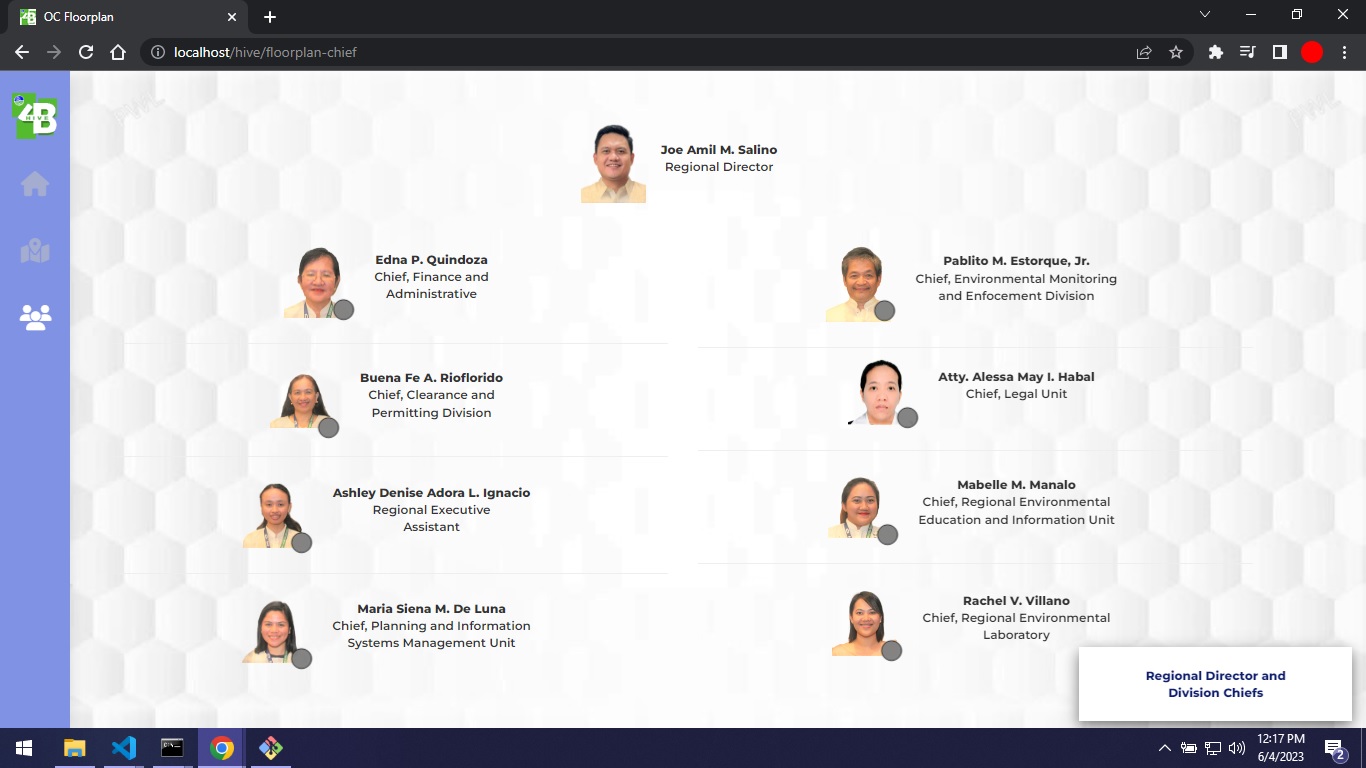 OC Floorplan
localhost/hive/floorplan-chief
4B
HIVE
Joe Amil M. Salino
Regional Director
Edna P. Quindoza
Chief, Finance and
Administrative
Pablito M. Estorque, Jr.
Chief, Environmental Monitoring
and Enfocement Division
Buena Fe A. Rioflorido
Chief, Clearance and
Permitting Division
Atty. Alessa May I. Habal
Chief, Legal Unit
Ashley Denise Adora L. Ignacio
Regional Executive
Assistant
Mabelle M. Manalo
Chief, Regional Environmental
Education and Information Unit
Maria Siena M. De Luna
Chief, Planning and Information
Systems Management Unit
Rachel V. Villano
Chief, Regional Environmental
Laboratory
Regional Director and
Division Chiefs
12:17 PM
6/4/2023
2